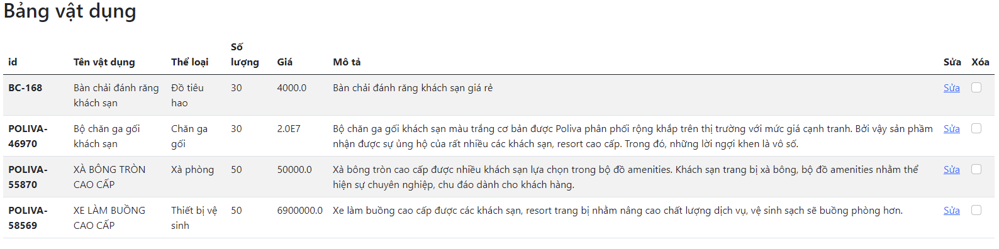 Bảng vật dụng
id Tên vật dụng Thể loại Số lượng Giá Mô tả Sửa Xóa
BC-168 Bàn chải đánh răng khách sạn Đồ tiêu hao 30 4000.0 Bàn chải đánh răng khách sạn giá rẻ Sửa
POLIVA-46970 Bộ chăn ga gối khách sạn Chăn ga gối 30 2.0E7 Bộ chăn ga gối khách sạn màu trắng cơ bản được Poliva phân phối rộng khắp trên thị trường với mức giá cạnh tranh. Bởi vậy sản phầm nhận được sự ủng hộ của rất nhiều các khách sạn, resort cao cấp. Trong đó, những lời ngợi khen là vô số. Sửa
POLIVA-55870 XÀ BÔNG TRÒN CAO CẤP Xà phòng 50 50000.0 Xà bông tròn cao cấp được nhiều khách sạn lựa chọn trong bộ đồ amenities. Khách sạn trang bị xà bông, bộ đồ amenities nhằm thể hiện sự chuyên nghiệp, chu đáo dành cho khách hàng. Sửa
POLIVA-58569 XE LÀM BUỒNG CAO CẤP Thiết bị vệ sinh 50 6900000.0 Xe làm buồng cao cấp được các khách sạn, resort trang bị nhằm nâng cao chất lượng dịch vụ, vệ sinh sạch sẽ buồng phòng hơn. Sửa